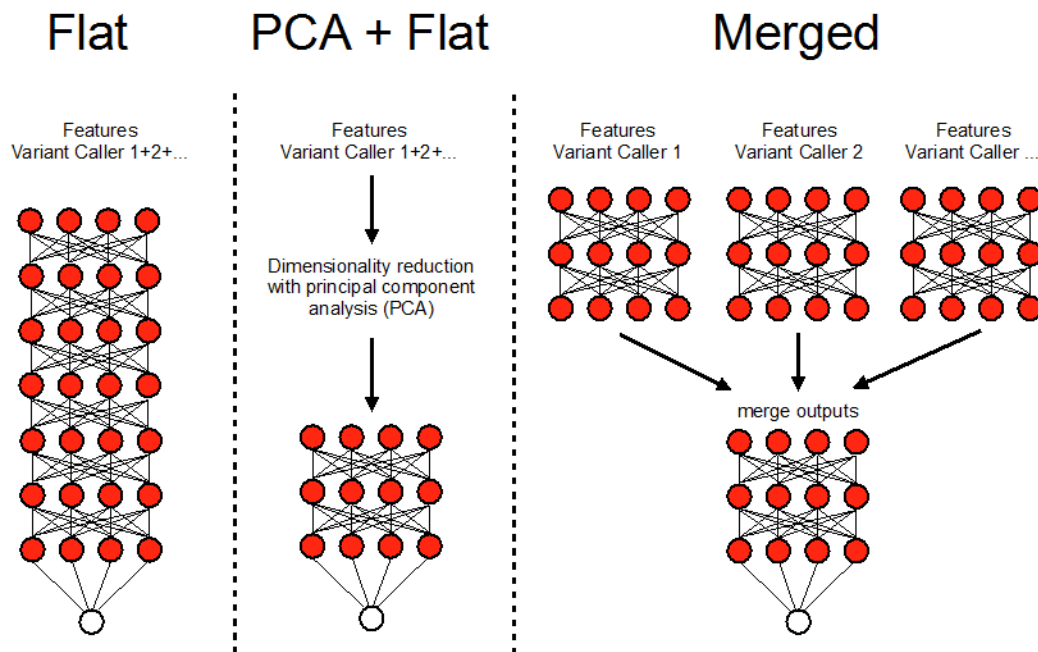 Flat
Features
Variant Caller 1+2+...
PCA + Flat
Features
Variant Caller 1+2+...
Dimensionality reduction
with principal component
analysis (PCA)
Merged
Features
Variant Caller 1
Features
Variant Caller 2
Features
Variant Caller ...
merge outputs